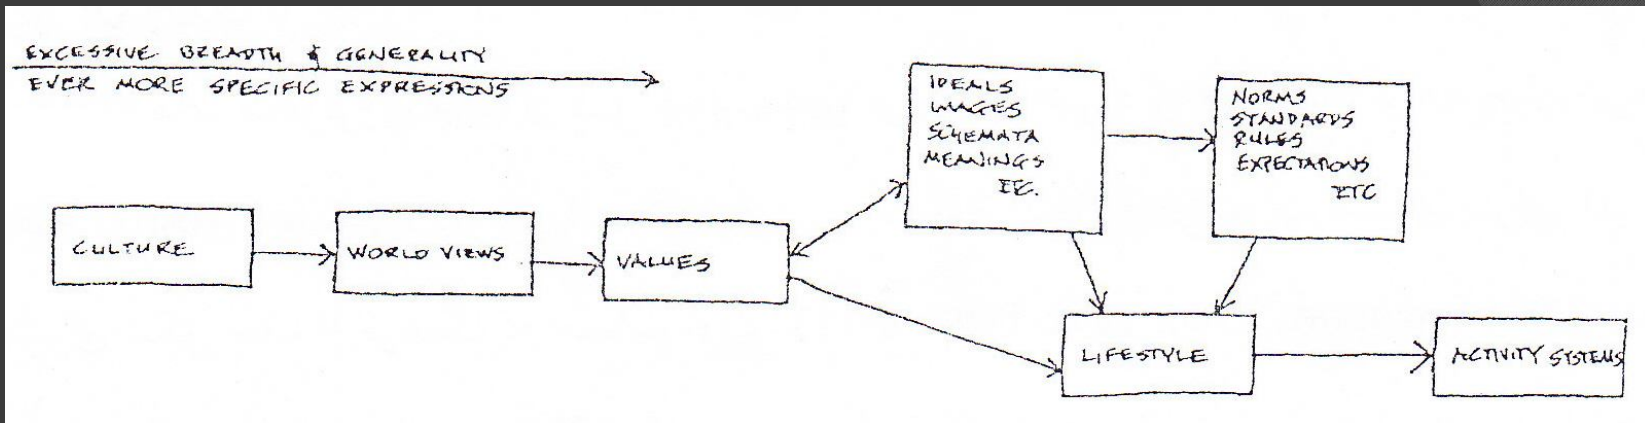 EXCESSIVE BREADTH & GENERALITY
EVER MORE SPECIFIC EXPRESSIONS
CULTURE
WORLD VIEWS
VALUES
IDEALS
IMAGES
SCHEMATA
MEANINGS
ETC.
NORMS
STANDARDS
RULES
EXPECTATIONS
ETC
LIFESTYLE
ACTIVITY SYSTEMS